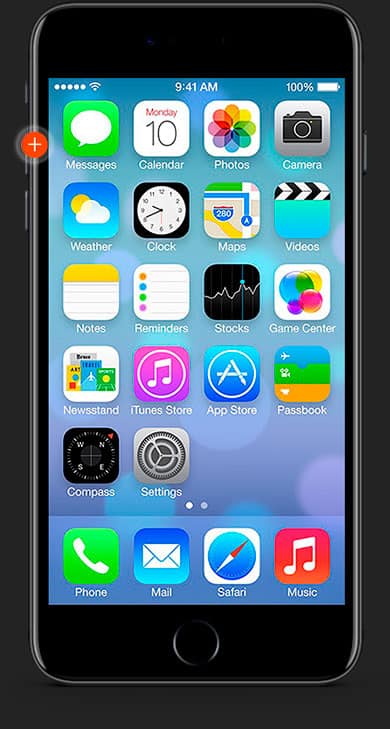 9:41 AM 100%
Monday
10
Messages Calendar Photos Camera
280
Weather Clock Maps Videos
Notes Reminders Stocks Game Center
Newsstand iTunes Store App Store Passbook
N
W E
S
Compass Settings
Phone Mail Safari Music